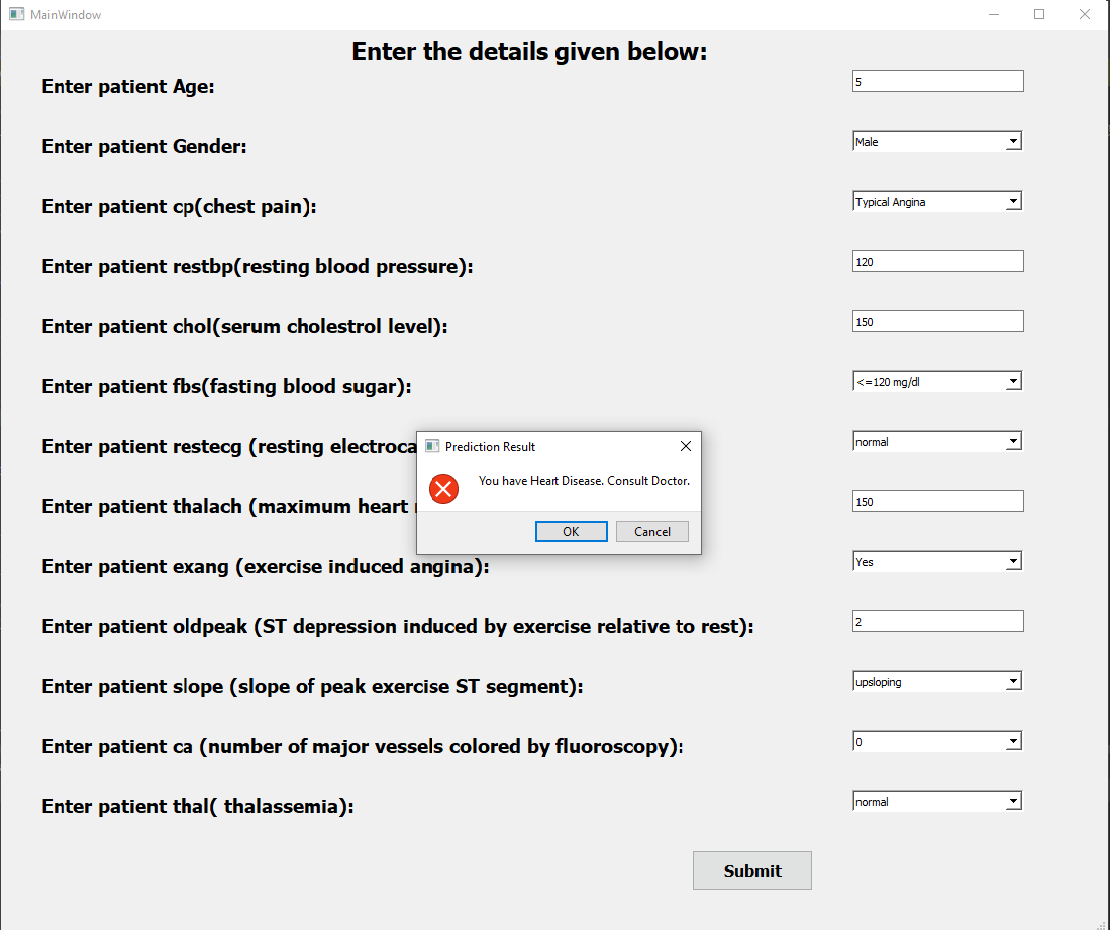 MainWindow
Enter the details given below:
Enter patient Age: 5
Enter patient Gender: Male
Enter patient cp(chest pain): Typical Angina
Enter patient restbp(resting blood pressure): 120
Enter patient chol(serum cholestrol level): 150
Enter patient fbs(fasting blood sugar): <=120 mg/dl
Prediction Result
You have Heart Disease. Consult Doctor.
OK Cancel
Enter patient restecg (resting electroca normal
Enter patient thalach (maximum heart 150
Enter patient exang (exercise induced angina): Yes
Enter patient oldpeak (ST depression induced by exercise relative to rest): 2
Enter patient slope (slope of peak exercise ST segment): upsloping
Enter patient ca (number of major vessels colored by fluoroscopy): 0
Enter patient thal( thalassemia): normal
Submit